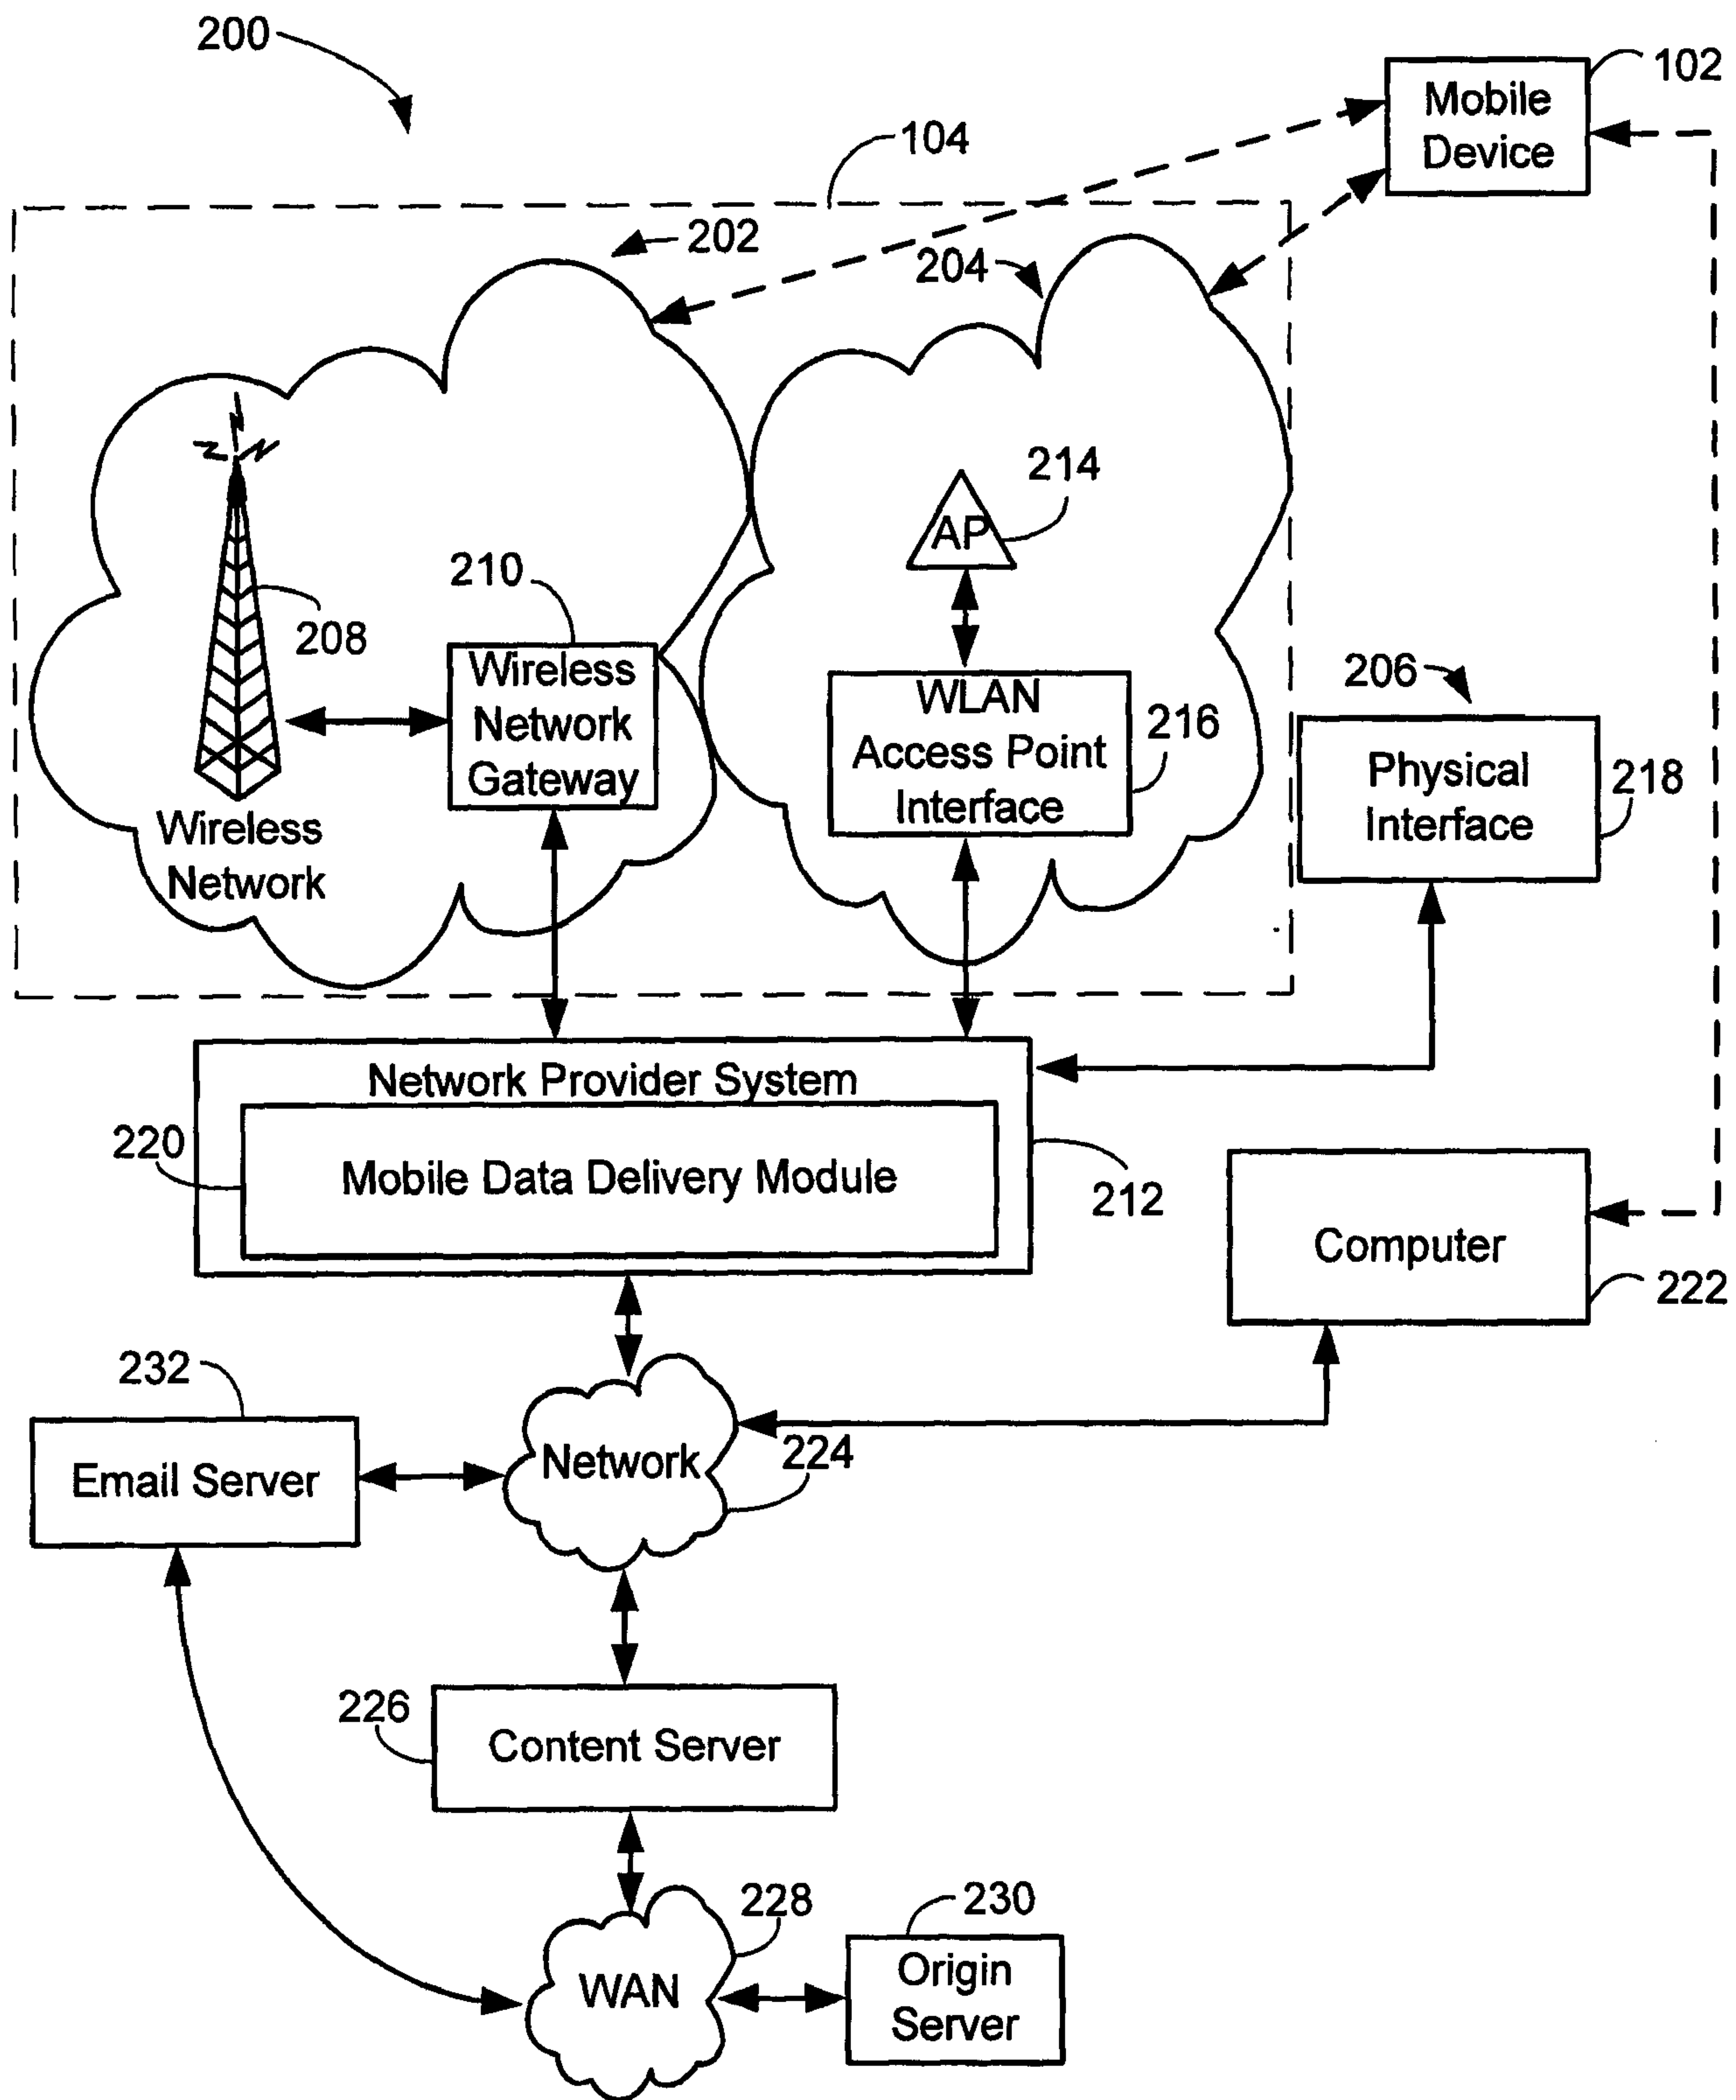 200
102
Mobile
Device
104
202
204
214
AP
210
208
Wireless
Network
Gateway
WLAN
Access Point
Interface
216
206
Physical
Interface
218
Wireless
Network
Network Provider System
220
Mobile Data Delivery Module
212
Computer
222
232
Email Server
Network
224
226
Content Server
228
WAN
230
Origin
Server